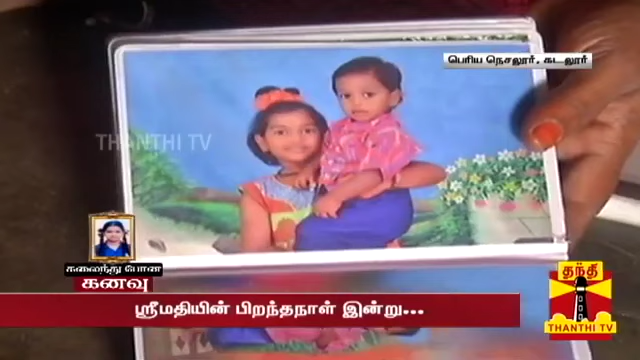 பெரிய நெசலூர், கடலூர்
THANTHI TV
கலைந்து போன
கனவு
ஸ்ரீமதியின் பிறந்தநாள் இன்று...
தந்தி
THANTHI TV